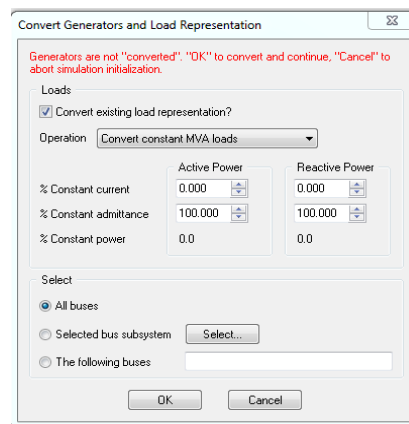 Convert Generators and Load Representation
Generators are not "converted". "OK" to convert and continue, "Cancel" to
abort simulation initialization.
Loads
Convert existing load representation?
Operation Convert constant MVA loads
Active Power Reactive Power
% Constant current 0.000 0.000
% Constant admittance 100.000 100.000
% Constant power 0.0 0.0
Select
All buses
Selected bus subsystem Select...
The following buses
OK Cancel